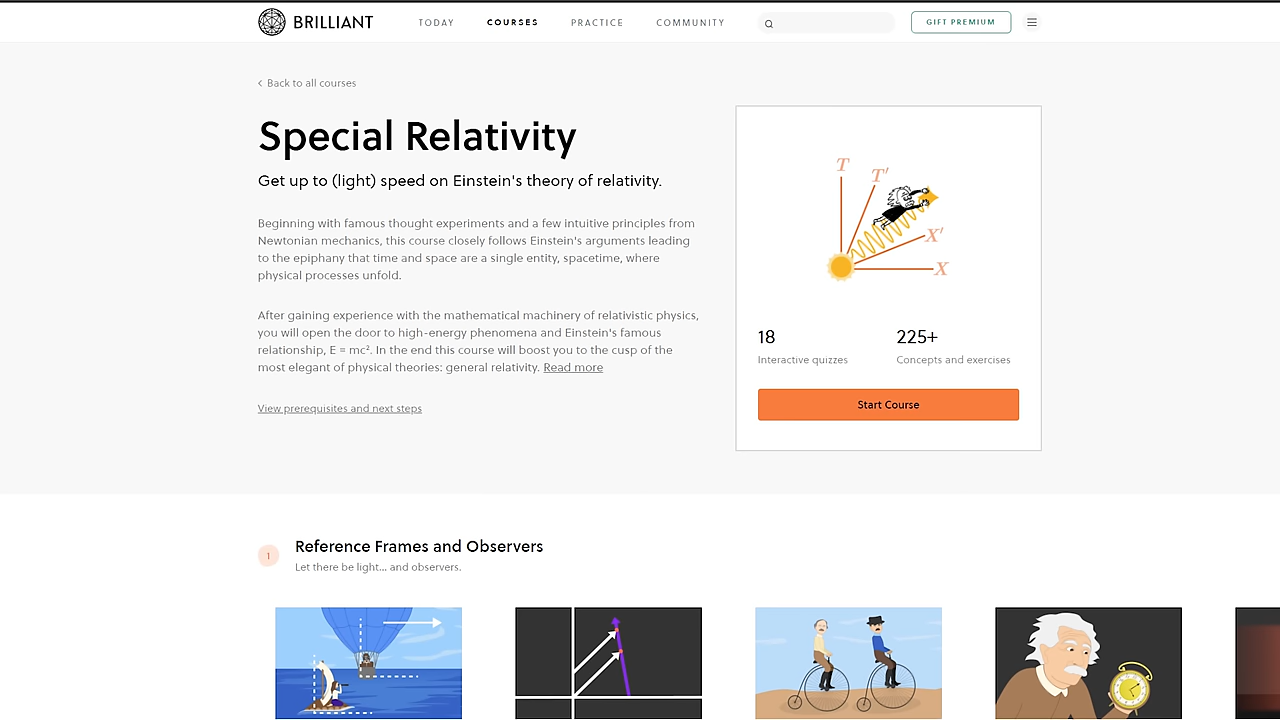 BRILLIANT
TODAY
COURSES
PRACTICE
COMMUNITY
GIFT PREMIUM
Back to all courses
Special Relativity
Get up to (light) speed on Einstein's theory of relativity.
Beginning with famous thought experiments and a few intuitive principles from
Newtonian mechanics, this course closely follows Einstein's arguments leading
to the epiphany that time and space are a single entity, spacetime, where
physical processes unfold.
After gaining experience with the mathematical machinery of relativistic physics,
you will open the door to high-energy phenomena and Einstein's famous
relationship, E = mc². In the end this course will boost you to the cusp of the
most elegant of physical theories: general relativity. Read more
View prerequisites and next steps
T
T'
X'
X
18
Interactive quizzes
225+
Concepts and exercises
Start Course
1
Reference Frames and Observers
Let there be light... and observers.